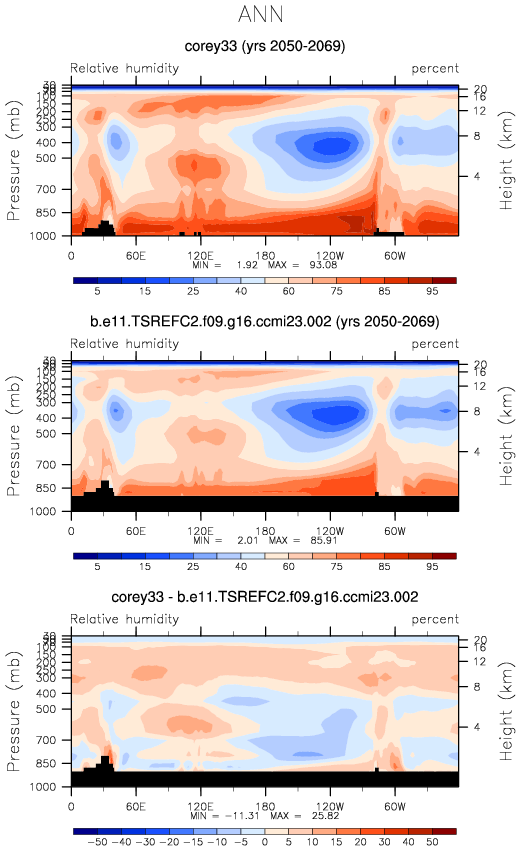 ANN
corey33 (yrs 2050-2069)
Relative humidity percent
Pressure (mb)
30
100
150
200
250
300
400
500
700
850
1000
20
16
12
8
4
Height (km)
0 60E 120E 120W 60W
MIN = 1.92 MAX = 93.08
5 15 25 40 60 75 85 95
b.e11.TSREFC2.f09.g16.ccmi23.002 (yrs 2050-2069)
Relative humidity percent
Pressure (mb)
30
100
150
200
250
300
400
500
700
850
1000
20
16
12
8
4
Height (km)
0 60E 120E 120W 60W
MIN = 2.01 MAX = 85.91
5 15 25 40 60 75 85 95
corey33 - b.e11.TSREFC2.f09.g16.ccmi23.002
Relative humidity percent
Pressure (mb)
30
100
150
200
250
300
400
500
700
850
1000
20
16
12
8
4
Height (km)
0 60E 120E 120W 60W
MIN = -11.31 MAX = 25.82
-50 -40 -30 -20 -15 -10 -5 0 5 10 15 20 30 40 50